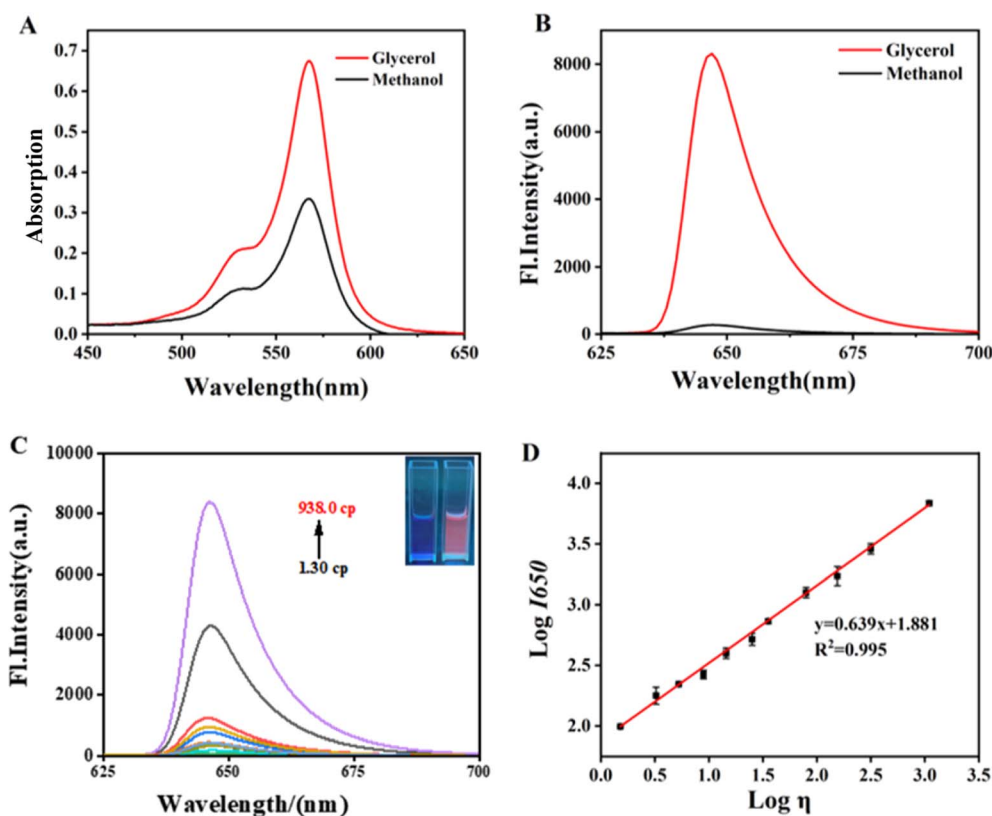 A
0.7
0.6
0.5
0.4
0.3
0.2
0.1
0.0
Absorption
Glycerol
Methanol
450 500 550 600 650
Wavelength(nm)
B
8000
6000
4000
2000
0
Fl.Intensity(a.u.)
Glycerol
Methanol
625 650 675 700
Wavelength(nm)
C
10000
8000
6000
4000
2000
0
Fl.Intensity(a.u.)
938.0 cp
1.30 cp
625 650 675 700
Wavelength/(nm)
D
4.0
3.5
3.0
2.5
2.0
Log I650
y=0.639x+1.881
R²=0.995
0.0 0.5 1.0 1.5 2.0 2.5 3.0 3.5
Log η